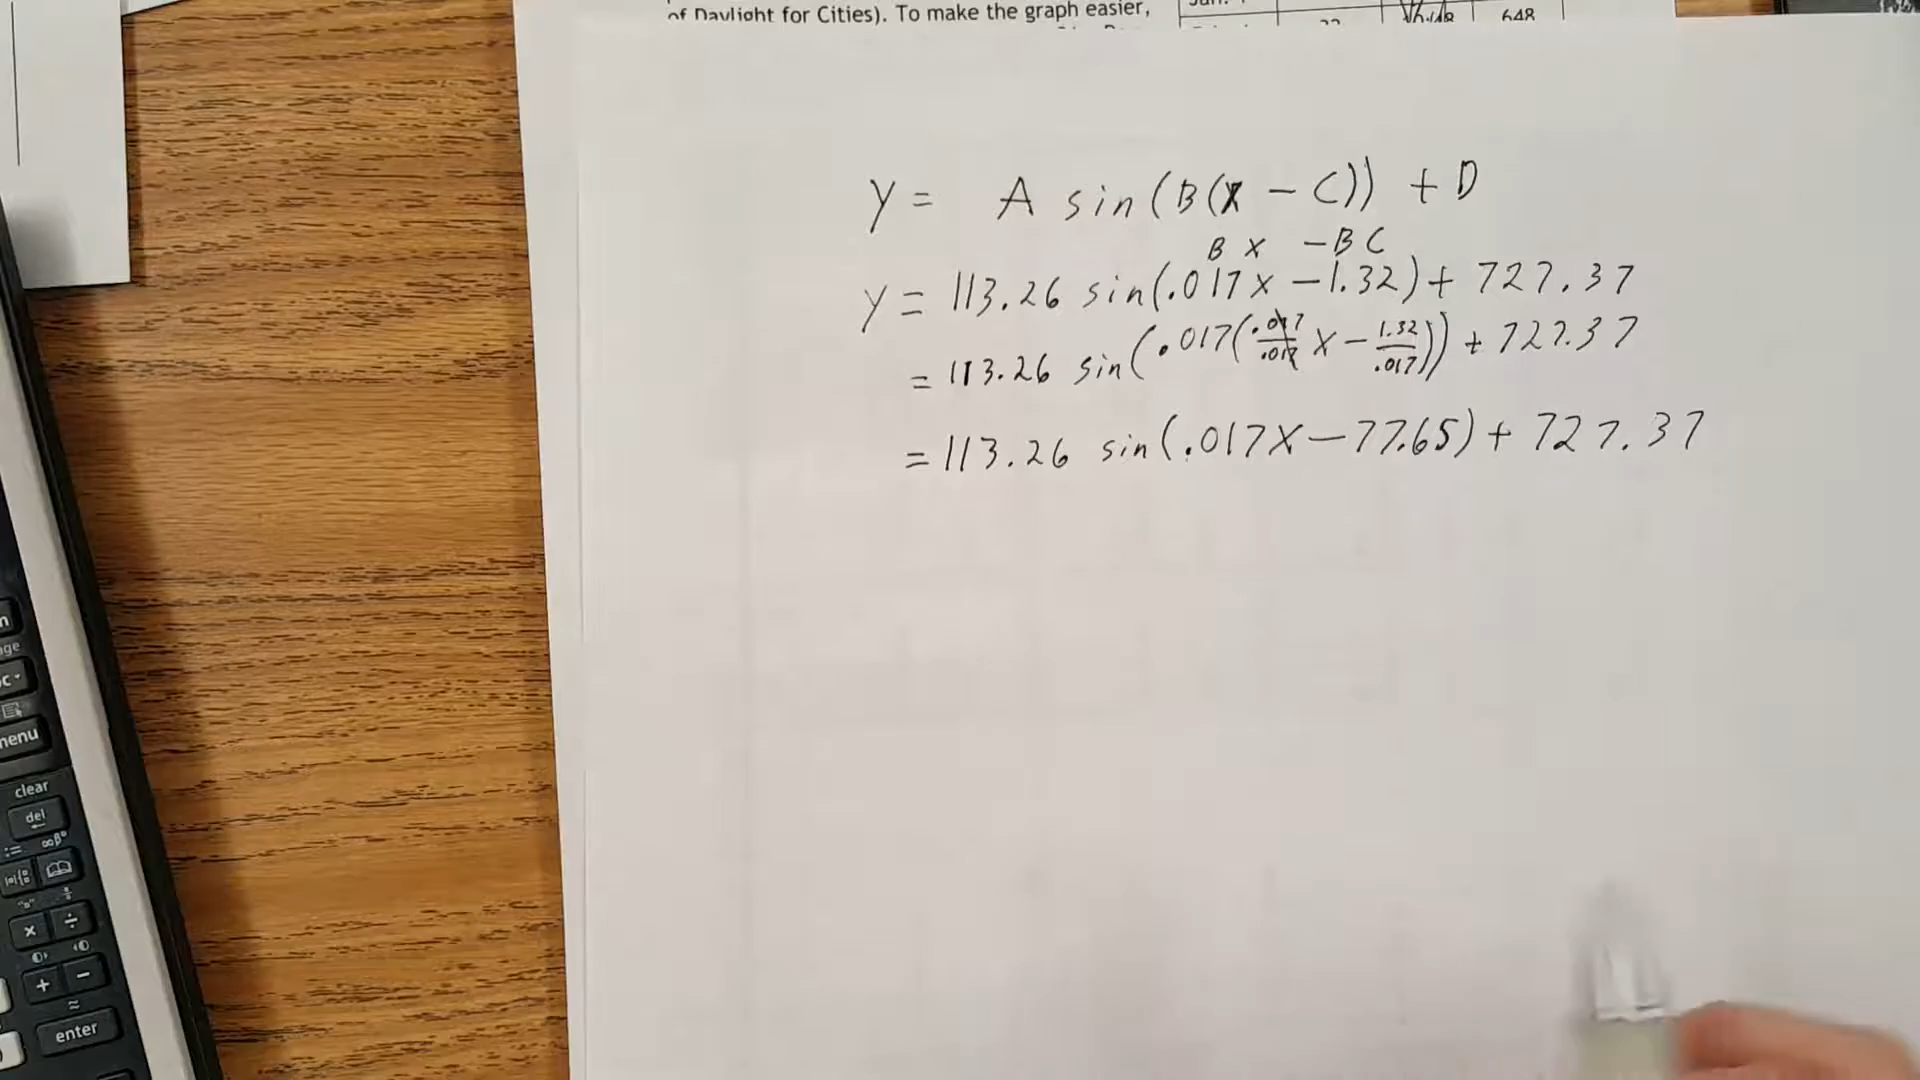 of Daylight for Cities). To make the graph easier,
Jan. 1
648
y = A sin(B(X - C)) + D
B X - B C
y = 113.26 sin(.017x - 1.32) + 727.37
= 113.26 sin(.017(.017/.017 x - 1.32/.017)) + 727.37
= 113.26 sin(.017X - 77.65) + 727.37
menu
clear
del
enter